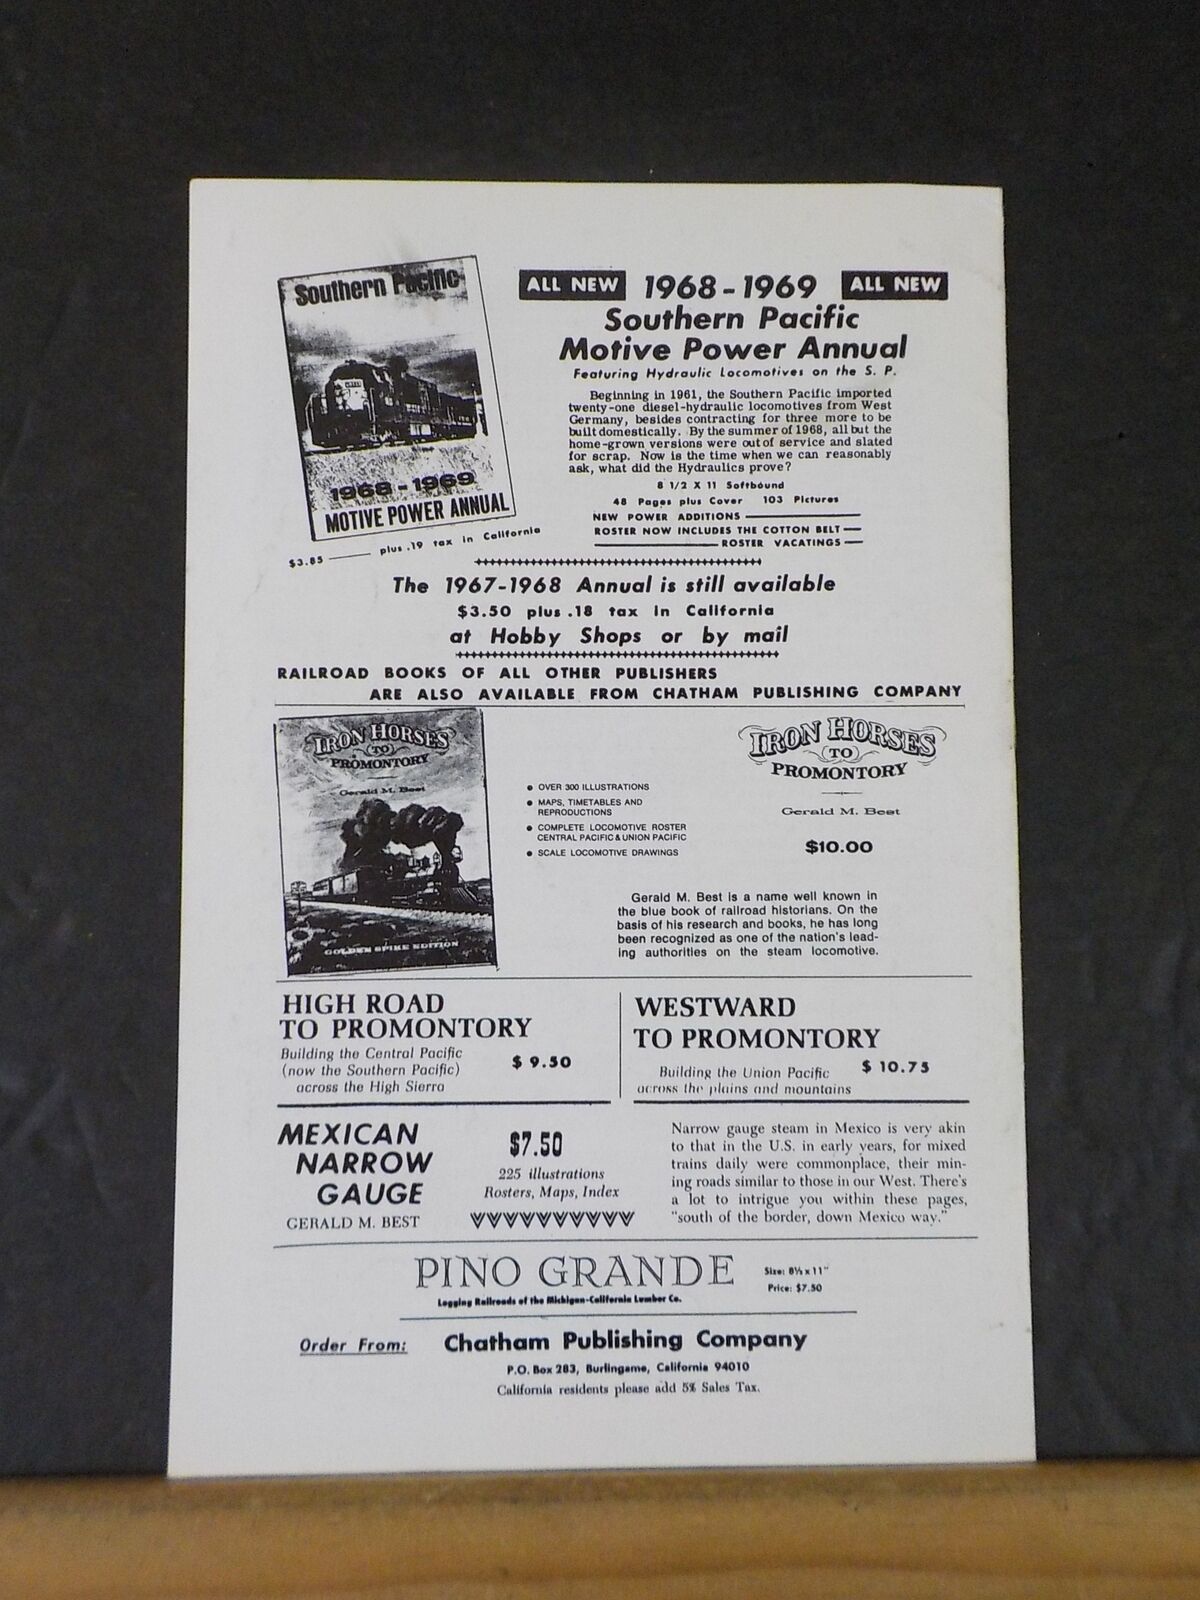 Southern Pacific
1968-1969
MOTIVE POWER ANNUAL
$3.85 plus .19 tax in California
ALL NEW 1968-1969 ALL NEW
Southern Pacific
Motive Power Annual
Featuring Hydraulic Locomotives on the S. P.
Beginning in 1961, the Southern Pacific imported
twenty-one diesel-hydraulic locomotives from West
Germany, besides contracting for three more to be
built domestically. By the summer of 1968, all but the
home-grown versions were out of service and slated
for scrap. Now is the time when we can reasonably
ask, what did the Hydraulics prove?
8 1/2 X 11 Softbound
48 Pages plus Cover 103 Pictures
NEW POWER ADDITIONS
ROSTER NOW INCLUDES THE COTTON BELT
ROSTER VACATINGS
The 1967-1968 Annual is still available
$3.50 plus .18 tax in California
at Hobby Shops or by mail
RAILROAD BOOKS OF ALL OTHER PUBLISHERS
ARE ALSO AVAILABLE FROM CHATHAM PUBLISHING COMPANY
IRON HORSES
TO
PROMONTORY
Gerald M. Best
GOLDEN SPIKE EDITION
• OVER 300 ILLUSTRATIONS
• MAPS, TIMETABLES AND
REPRODUCTIONS
• COMPLETE LOCOMOTIVE ROSTER
CENTRAL PACIFIC & UNION PACIFIC
• SCALE LOCOMOTIVE DRAWINGS
IRON HORSES
TO
PROMONTORY
Gerald M. Best
$10.00
Gerald M. Best is a name well known in
the blue book of railroad historians. On the
basis of his research and books, he has long
been recognized as one of the nation's lead-
ing authorities on the steam locomotive.
HIGH ROAD
TO PROMONTORY
Building the Central Pacific
(now the Southern Pacific)
across the High Sierra
$ 9.50
WESTWARD
TO PROMONTORY
Building the Union Pacific
across the plains and mountains
$ 10.75
MEXICAN
NARROW
GAUGE
GERALD M. BEST
$7.50
225 illustrations
Rosters, Maps, Index
Narrow gauge steam in Mexico is very akin
to that in the U.S. in early years, for mixed
trains daily were commonplace, their min-
ing roads similar to those in our West. There's
a lot to intrigue you within these pages,
"south of the border, down Mexico way."
PINO GRANDE
Logging Railroads of the Michigan-California Lumber Co.
Size: 8½ x 11"
Price: $7.50
Order From: Chatham Publishing Company
P.O. Box 283, Burlingame, California 94010
California residents please add 5% Sales Tax.